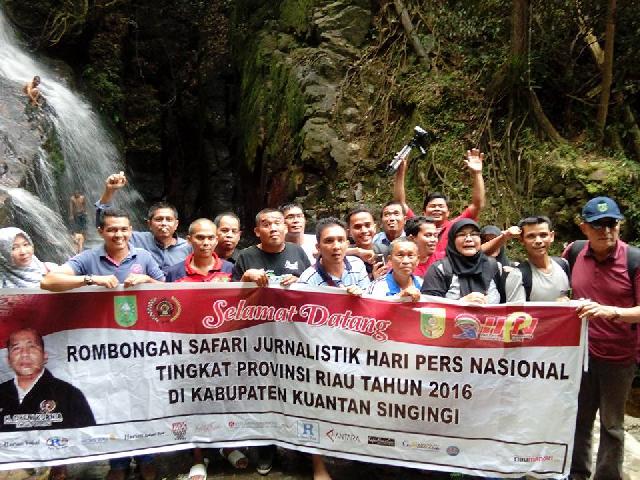 Selamat Datang
HPN
ROMBONGAN SAFARI JURNALISTIK HARI PERS NASIONAL
TINGKAT PROVINSI RIAU TAHUN 2016
DI KABUPATEN KUANTAN SINGINGI
ANTARA